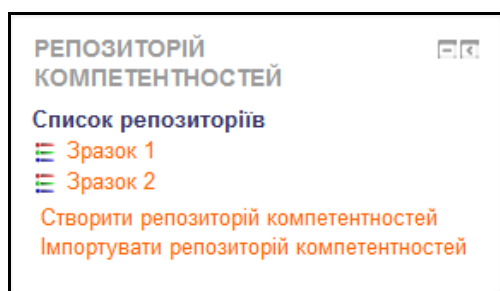 РЕПОЗИТОРІЙ
КОМПЕТЕНТНОСТЕЙ
Список репозиторіїв
Зразок 1
Зразок 2
Створити репозиторій компетентностей
Імпортувати репозиторій компетентностей